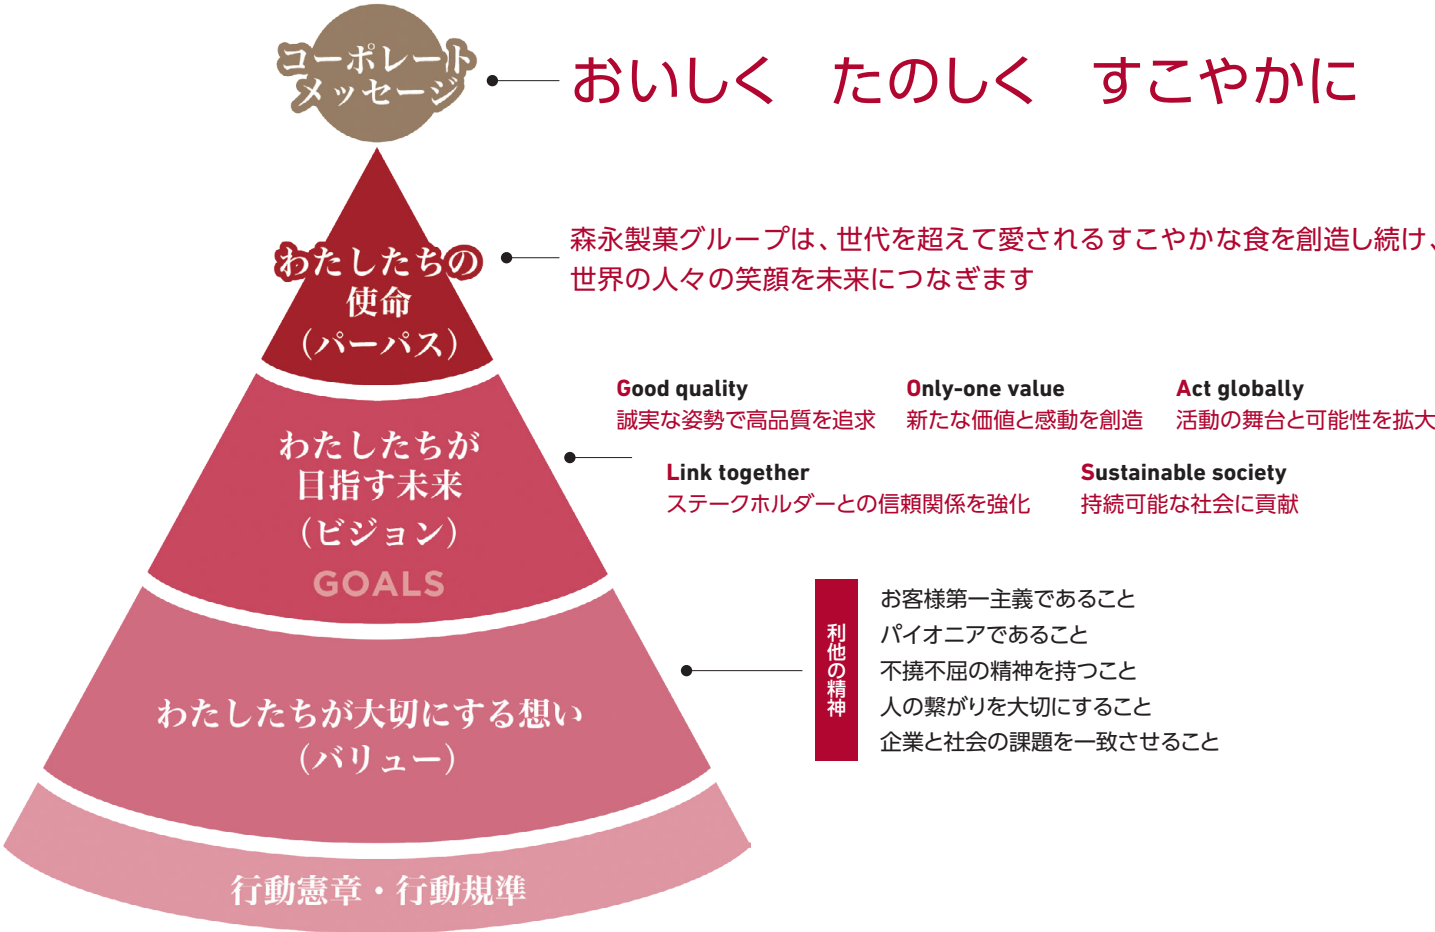 コーポレート
メッセージ
おいしく　たのしく　すこやかに
わたしたちの
使命
（パーパス）
森永製菓グループは、世代を超えて愛されるすこやかな食を創造し続け、
世界の人々の笑顔を未来につなぎます
わたしたちが
目指す未来
（ビジョン）
GOALS
Good quality
誠実な姿勢で高品質を追求
Only-one value
新たな価値と感動を創造
Act globally
活動の舞台と可能性を拡大
Link together
ステークホルダーとの信頼関係を強化
Sustainable society
持続可能な社会に貢献
わたしたちが大切にする想い
（バリュー）
利他の精神
お客様第一主義であること
パイオニアであること
不撓不屈の精神を持つこと
人の繋がりを大切にすること
企業と社会の課題を一致させること
行動憲章・行動規準